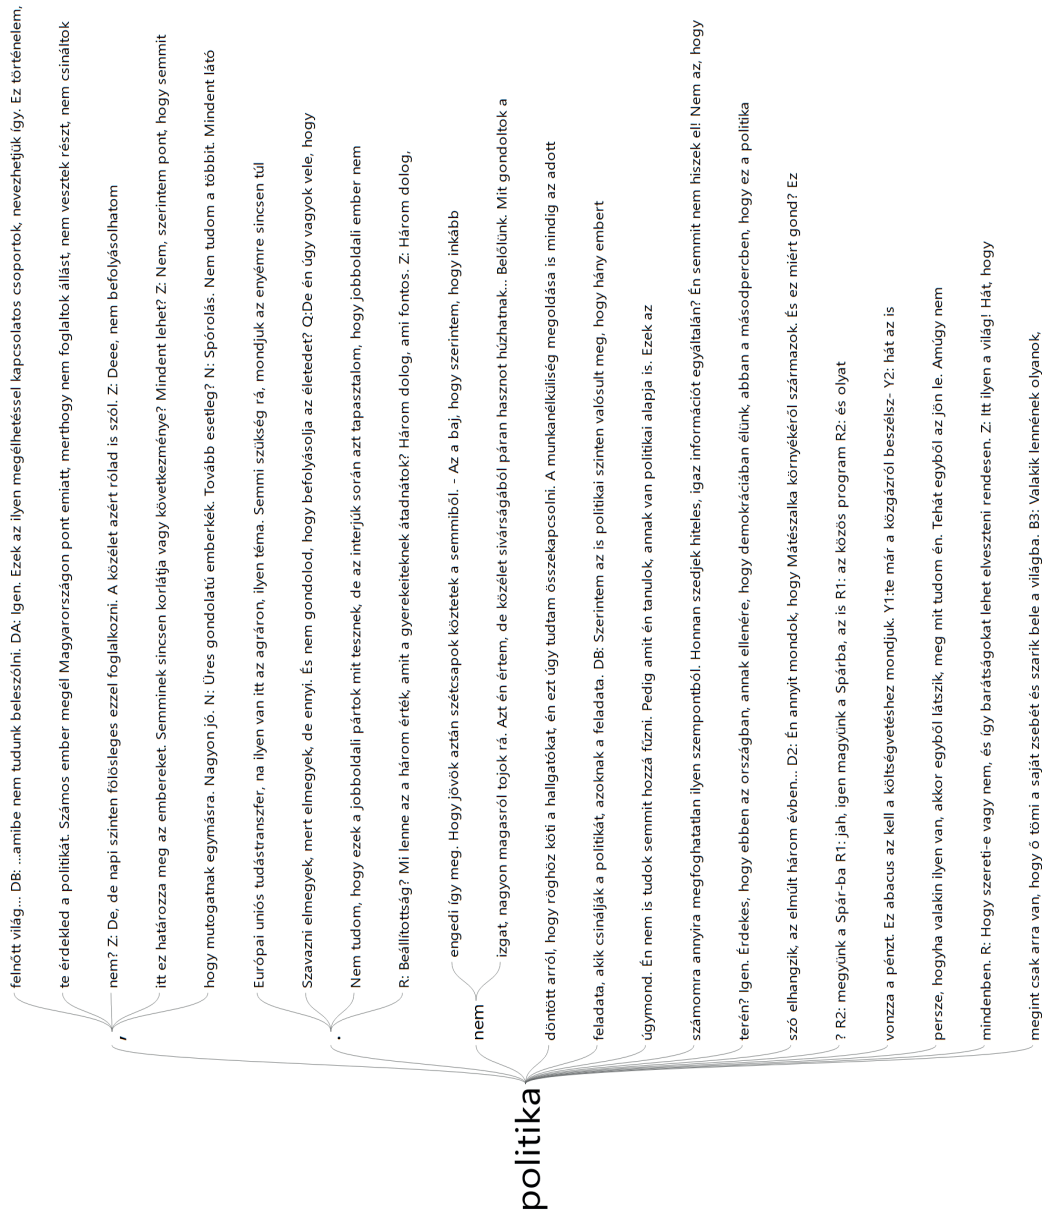 politika
,
felnőtt világ... DB: ...amibe nem tudunk beleszólni. DA: Igen. Ezek az ilyen megélhetéssel kapcsolatos csoportok, nevezhetjük így. Ez történelem,
te érdekled a politikát. Számos ember megél Magyarországon pont emiatt, merthogy nem foglaltok állást, nem vesztek részt, nem csináltok
nem? Z: De, de napi szinten fölösleges ezzel foglalkozni. A közélet azért rólad is szól. Z: Deee, nem befolyásolhatom
itt ez határozza meg az embereket. Semminek sincsen korlátja vagy következménye? Mindent lehet? Z: Nem, szerintem pont, hogy semmit
hogy mutogatnak egymásra. Nagyon jó. N: Üres gondolatú emberkék. Tovább esetleg? N: Spórolás. Nem tudom a többit. Mindent látó
.
Európai uniós tudástranszfer, na ilyen van itt az agráron, ilyen téma. Semmi szükség rá, mondjuk az enyémre sincsen túl
Szavazni elmegyek, mert elmegyek, de ennyi. És nem gondolod, hogy befolyásolja az életedet? Q:De én úgy vagyok vele, hogy
Nem tudom, hogy ezek a jobboldali pártok mit tesznek, de az interjúk során azt tapasztalom, hogy jobboldali ember nem
R: Beállítottság? Mi lenne az a három érték, amit a gyerekeiteknek átadnátok? Három dolog, ami fontos. Z: Három dolog,
nem
engedi így meg. Hogy jövök aztán szétcsapok köztetek a semmiből. - Az a baj, hogy szerintem, hogy inkább
izgat, nagyon magasról tojok rá. Azt én értem, de közélet sivárságából páran hasznot húzhatnak... Belőlünk. Mit gondoltok a
döntött arról, hogy röghöz köti a hallgatókat, én ezt úgy tudtam összekapcsolni. A munkanélküliség megoldása is mindig az adott
feladata, akik csinálják a politikát, azoknak a feladata. DB: Szerintem az is politikai szinten valósult meg, hogy hány embert
úgymond. Én nem is tudok semmit hozzá fűzni. Pedig amit én tanulok, annak van politikai alapja is. Ezek az
számomra annyira megfoghatatlan ilyen szempontból. Honnan szedjek hiteles, igaz információt egyáltalán? Én semmit nem hiszek el! Nem az, hogy
terén? Igen. Érdekes, hogy ebben az országban, annak ellenére, hogy demokráciában élünk, abban a másodpercben, hogy ez a politika
szó elhangzik, az elmúlt három évben... D2: Én annyit mondok, hogy Mátészalka környékéről származok. És ez miért gond? Ez
? R2: megyünk a Spár-ba R1: jah, igen magyünk a Spárba, az is R1: az közös program R2: és olyat
vonzza a pénzt. Ez abacus az kell a költségvetéshez mondjuk. Y1:te már a közgázról beszélsz- Y2: hát az is
persze, hogyha valakin ilyen van, akkor egyből látszik, meg mit tudom én. Tehát egyből az jön le. Amúgy nem
mindenben. R: Hogy szereti-e vagy nem, és így barátságokat lehet elveszteni rendesen. Z: Itt ilyen a világ! Hát, hogy
megint csak arra van, hogy ő tömi a saját zsebét és szarik bele a világba. B3: Valakik lennének olyanok,